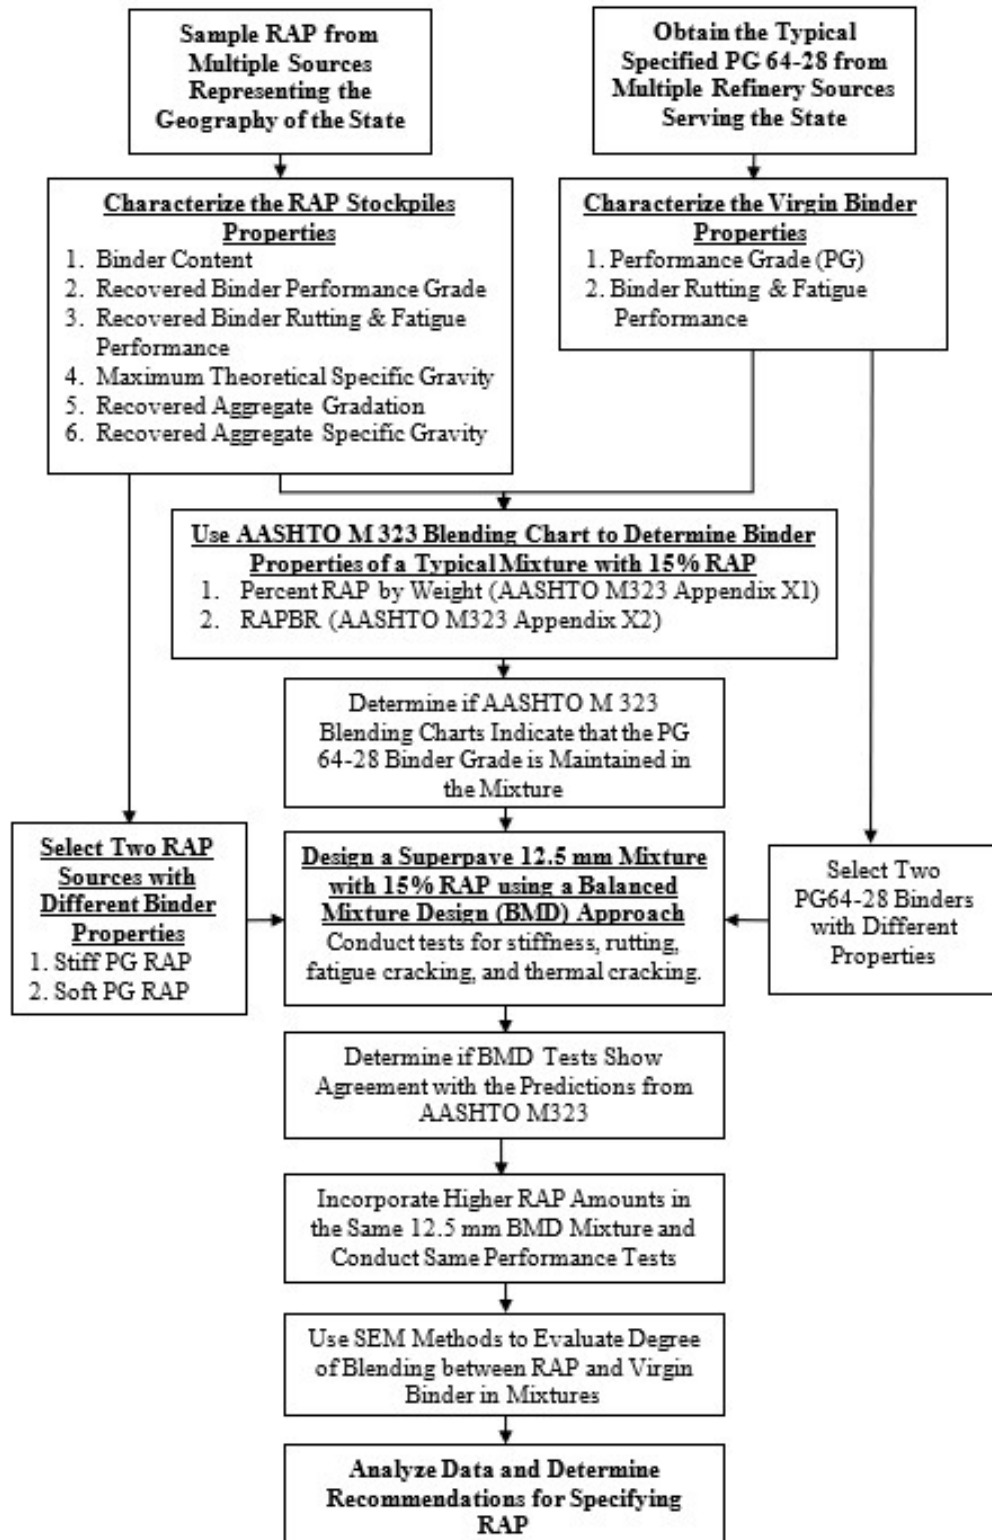 Sample RAP from
Multiple Sources
Representing the
Geography of the State
Obtain the Typical
Specified PG 64-28 from
Multiple Refinery Sources
Serving the State
Characterize the RAP Stockpiles
Properties
1. Binder Content
2. Recovered Binder Performance Grade
3. Recovered Binder Rutting & Fatigue
Performance
4. Maximum Theoretical Specific Gravity
5. Recovered Aggregate Gradation
6. Recovered Aggregate Specific Gravity
Characterize the Virgin Binder
Properties
1. Performance Grade (PG)
2. Binder Rutting & Fatigue
Performance
Use AASHTO M 323 Blending Chart to Determine Binder
Properties of a Typical Mixture with 15% RAP
1. Percent RAP by Weight (AASHTO M323 Appendix X1)
2. RAPBR (AASHTO M323 Appendix X2)
Determine if AASHTO M 323
Blending Charts Indicate that the PG
64-28 Binder Grade is Maintained in
the Mixture
Select Two RAP
Sources with
Different Binder
Properties
1. Stiff PG RAP
2. Soft PG RAP
Design a Superpave 12.5 mm Mixture
with 15% RAP using a Balanced
Mixture Design (BMD) Approach
Conduct tests for stiffness, rutting,
fatigue cracking, and thermal cracking.
Select Two
PG64-28 Binders
with Different
Properties
Determine if BMD Tests Show
Agreement with the Predictions from
AASHTO M323
Incorporate Higher RAP Amounts in
the Same 12.5 mm BMD Mixture and
Conduct Same Performance Tests
Use SEM Methods to Evaluate Degree
of Blending between RAP and Virgin
Binder in Mixtures
Analyze Data and Determine
Recommendations for Specifying
RAP